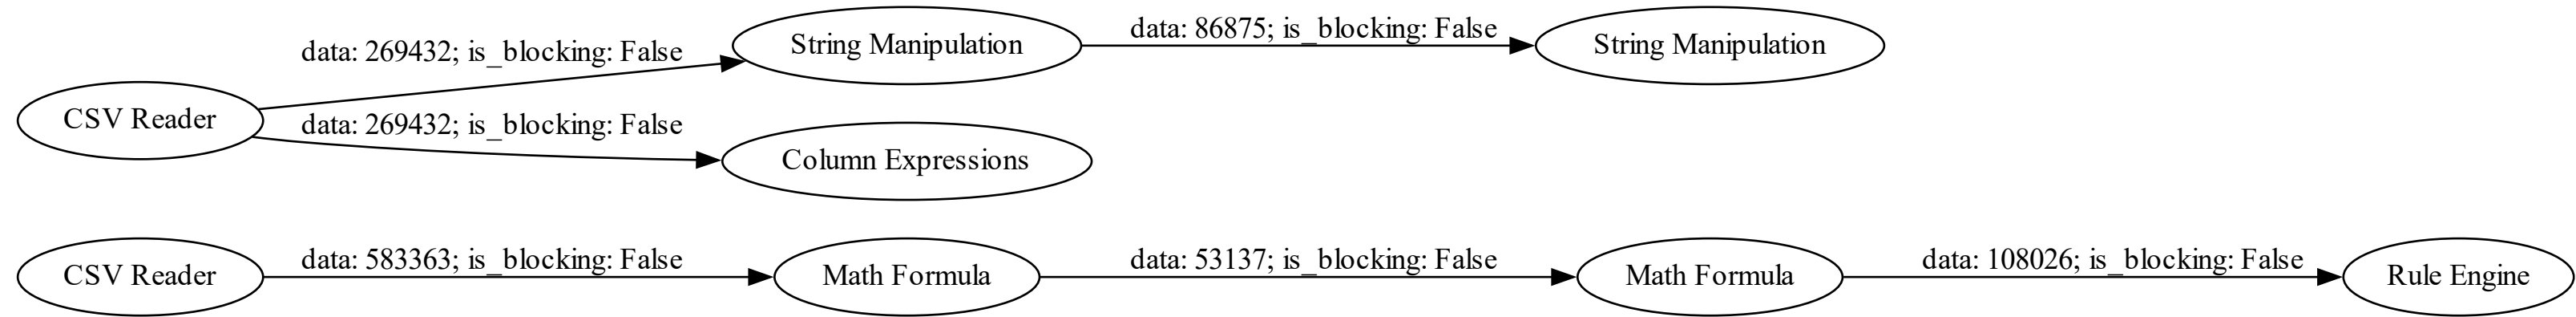 data: 269432; is_blocking: False
String Manipulation
data: 86875; is_blocking: False
String Manipulation
CSV Reader
data: 269432; is_blocking: False
Column Expressions
CSV Reader
data: 583363; is_blocking: False
Math Formula
data: 53137; is_blocking: False
Math Formula
data: 108026; is_blocking: False
Rule Engine